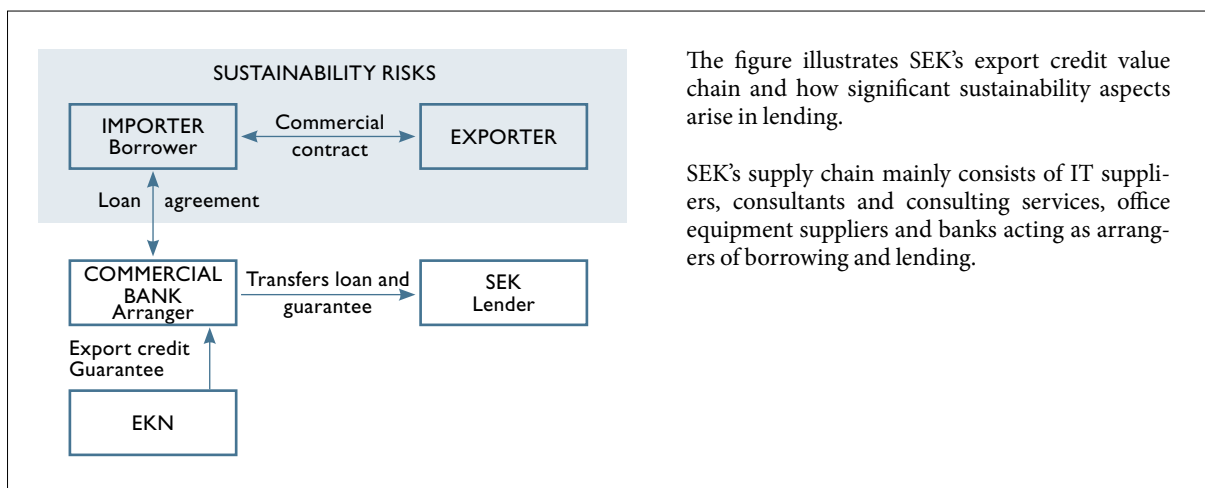 SUSTAINABILITY RISKS
IMPORTER
Borrower
Commercial
contract
EXPORTER
Loan agreement
COMMERCIAL
BANK
Arranger
Transfers loan and
guarantee
SEK
Lender
Export credit
Guarantee
EKN
The figure illustrates SEK’s export credit value
chain and how significant sustainability aspects
arise in lending.
SEK’s supply chain mainly consists of IT suppli-
ers, consultants and consulting services, office
equipment suppliers and banks acting as arrang-
ers of borrowing and lending.